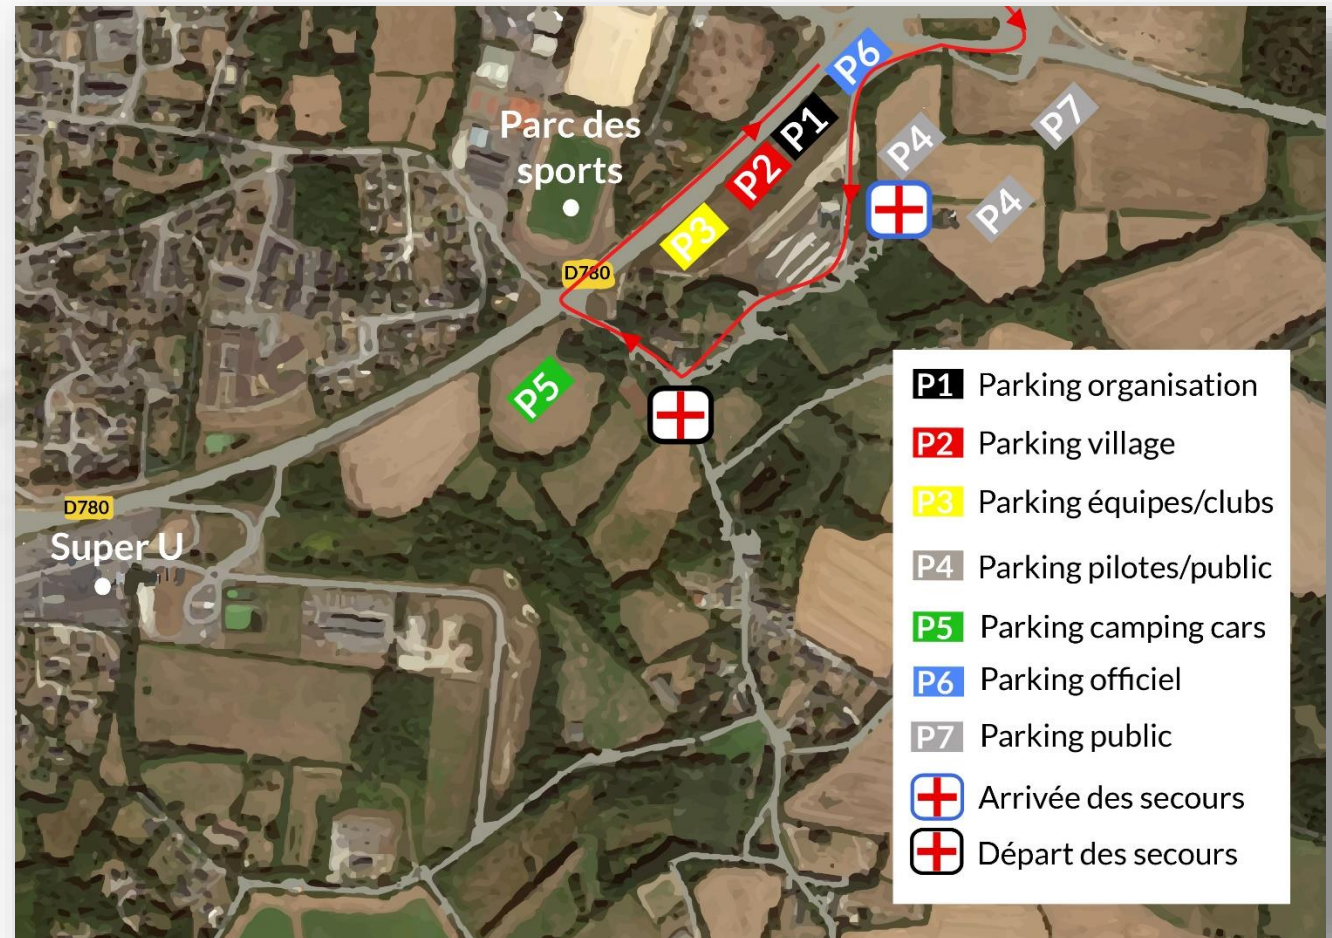 P6
P7
P1
P4
Parc des
sports
P2
P4
P3
D780
P5
D780
Super U
P1 Parking organisation
P2 Parking village
P3 Parking équipes/clubs
P4 Parking pilotes/public
P5 Parking camping cars
P6 Parking officiel
P7 Parking public
Arrivée des secours
Départ des secours